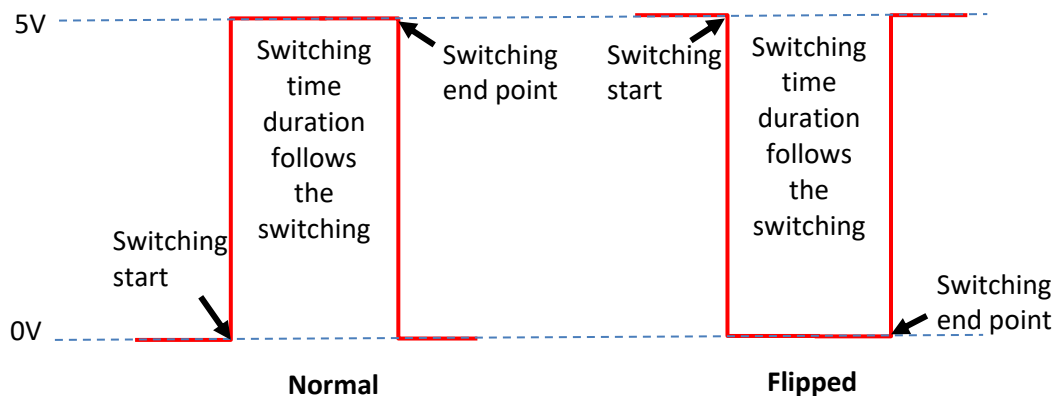 5V
Switching
time
duration
follows
the
switching
Switching
end point
Switching
start
0V
Normal
Switching
start
Switching
time
duration
follows
the
switching
Switching
end point
Flipped